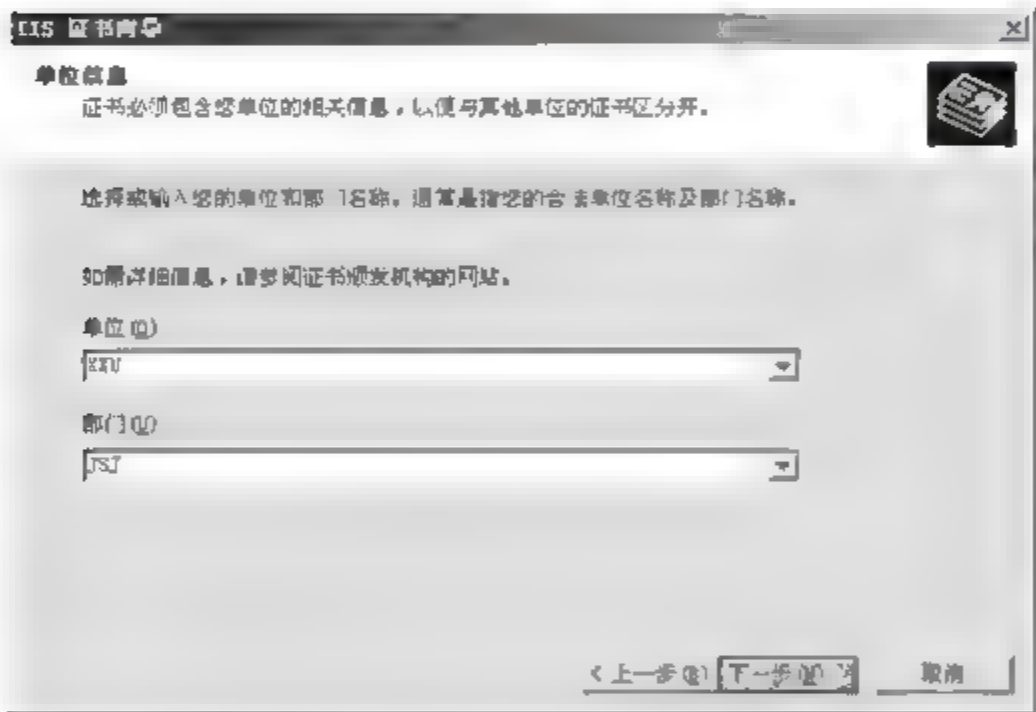 IIS 证书向导
单位信息
证书必须包含您单位的相关信息，以便与其他单位的证书区分开。
选择或输入您的单位和部门名称。通常是指您的合法单位名称及部门名称。
如需详细信息，请参阅证书颁发机构的网站。
单位(O)
部门(U)
JSJ
< 上一步(B) 下一步(N) > 取消